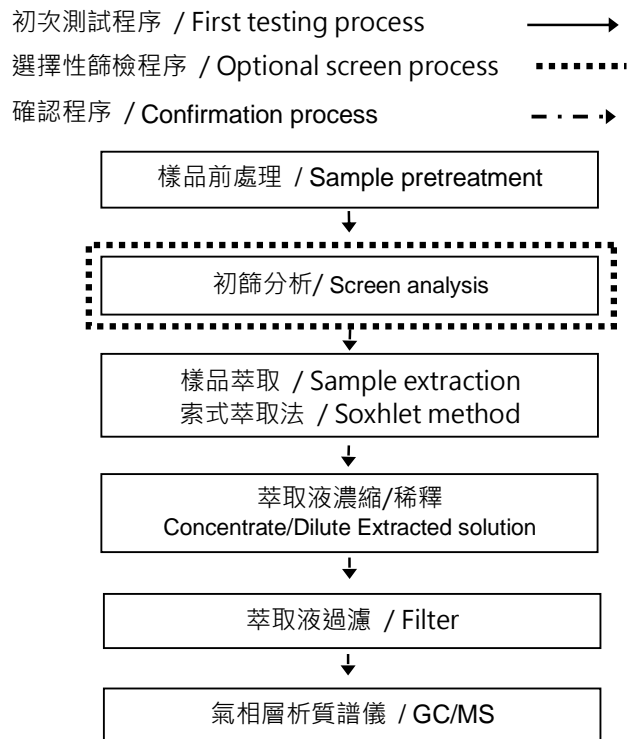 初次測試程序 / First testing process
選擇性篩檢程序 / Optional screen process
確認程序 / Confirmation process
樣品前處理 / Sample pretreatment
初篩分析/ Screen analysis
樣品萃取 / Sample extraction
索式萃取法 / Soxhlet method
萃取液濃縮/稀釋
Concentrate/Dilute Extracted solution
萃取液過濾 / Filter
氣相層析質譜儀 / GC/MS